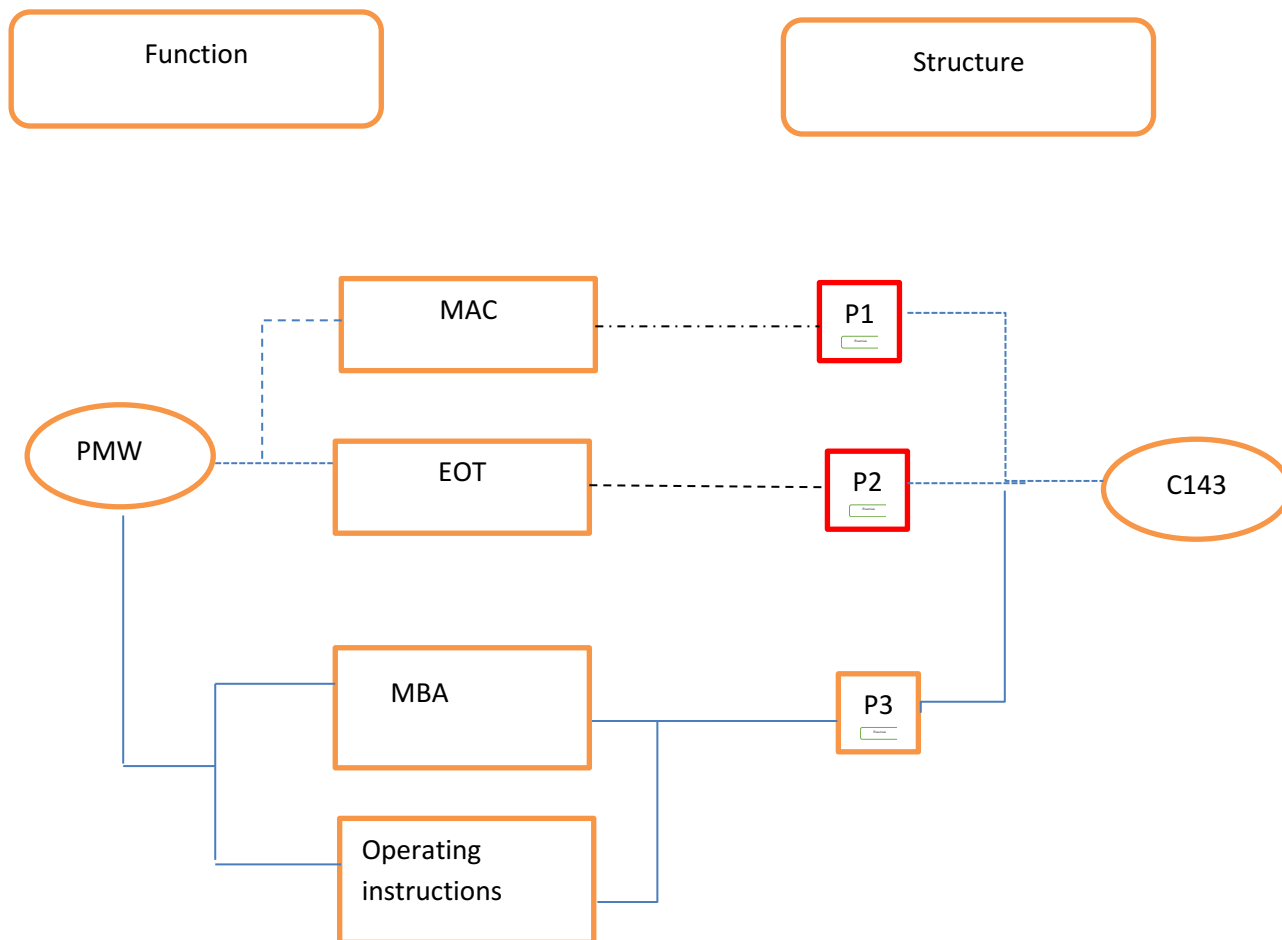 Function
Structure
MAC
P1
PMW
EOT
P2
C143
MBA
P3
Operating
instructions